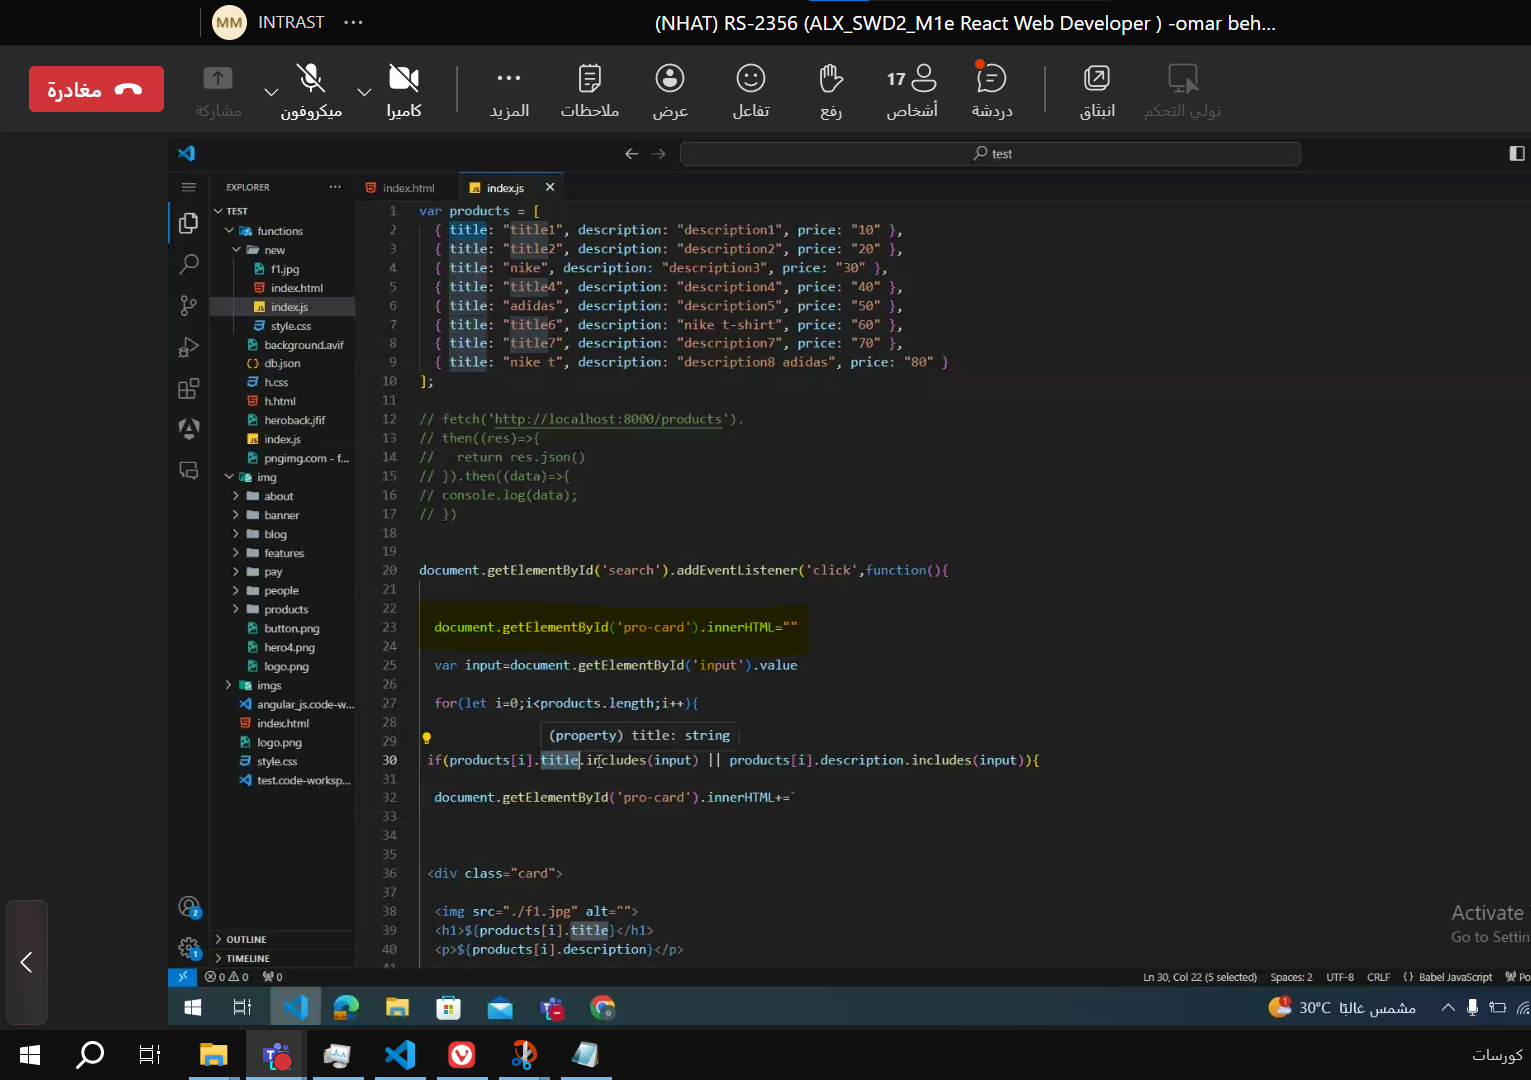 MM INTRAST ...
(NHAT) RS-2356 (ALX_SWD2_M1e React Web Developer ) -omar beh...
مغادرة
مشاركة
ميكروفون
كاميرا
المزيد
ملاحظات
عرض
تفاعل
رفع
17
أشخاص
دردشة
انبثاق
تولي التحكم
test
EXPLORER
TEST
functions
new
f1.jpg
index.html
index.js
style.css
background.avif
db.json
h.css
h.html
heroback.jfif
index.js
pngimg.com - f...
img
about
banner
blog
features
pay
people
products
button.png
hero4.png
logo.png
imgs
angular_js.code-w...
index.html
logo.png
style.css
test.code-worksp...
OUTLINE
TIMELINE
index.html
index.js
1 var products = [
2 { title: "title1", description: "description1", price: "10" },
3 { title: "title2", description: "description2", price: "20" },
4 { title: "nike", description: "description3", price: "30" },
5 { title: "title4", description: "description4", price: "40" },
6 { title: "adidas", description: "description5", price: "50" },
7 { title: "title6", description: "nike t-shirt", price: "60" },
8 { title: "title7", description: "description7", price: "70" },
9 { title: "nike t", description: "description8 adidas", price: "80" }
10 ];
11
12 // fetch('http://localhost:8000/products').
13 // then((res)=>{
14 // return res.json()
15 // }).then((data)=>{
16 // console.log(data);
17 // })
18
19
20 document.getElementById('search').addEventListener('click',function(){
21
22
23 document.getElementById('pro-card').innerHTML=""
24
25 var input=document.getElementById('input').value
26
27 for(let i=0;i<products.length;i++){
28
29 (property) title: string
30 if(products[i].title.includes(input) || products[i].description.includes(input)){
31
32 document.getElementById('pro-card').innerHTML+=`
33
34
35
36 <div class="card">
37
38 <img src="./f1.jpg" alt="">
39 <h1>${products[i].title}</h1>
40 <p>${products[i].description}</p>
41
Activate
Go to Settin
0 0 0
Ln 30, Col 22 (5 selected) Spaces: 2 UTF-8 CRLF {} Babel JavaScript Po
2
1
1
30°C مشمس غالبًا
كورسات